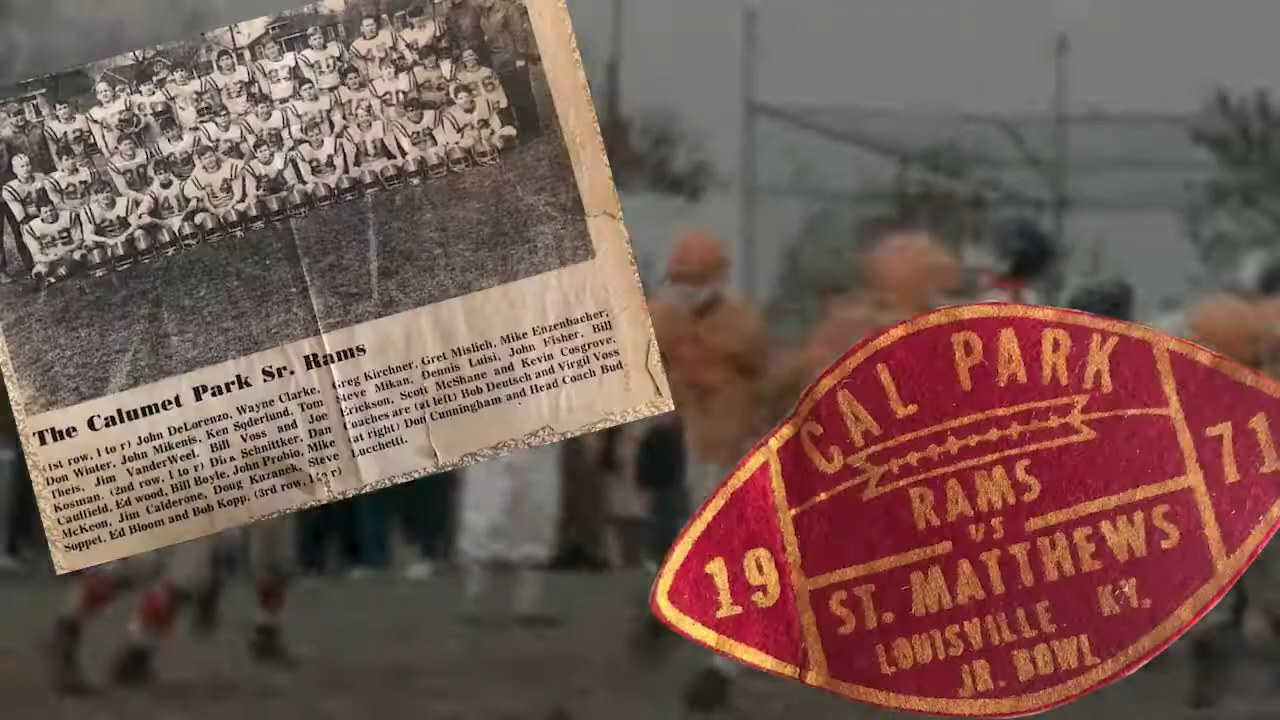 The Calumet Park Sr. Rams
(1st row, l to r) John DeLorenzo, Wayne Clarke,
Don Winter, John Mikenis, Ken Soderlund, Tom
Theis, Jim VanderWeel, Bill Voss and Joe
Kosman. (2nd row, l to r) Schnittker, Dan
Caulfield, Ed wood, Bill Boyle, John Probio, Mike
McKeon, Jim Calderone, Doug Kuzanek, Steve
Soppet, Ed Bloom and Bob Kopp. (3rd row, l to r)
Greg Kirchner, Gret Mislich, Mike Enzenbacher,
Steve Mikan, Dennis Luisi, John Fisher, Bill
Erickson, Scott McShane and Kevin Cosgrove.
Coaches are (at left) Bob Deutsch and Virgil Voss
(at right) Don Cunningham and Head Coach Bud
Lucchetti.
CAL PARK
RAMS
VS
19 71
ST. MATTHEWS
LOUISVILLE KY.
JR. BOWL